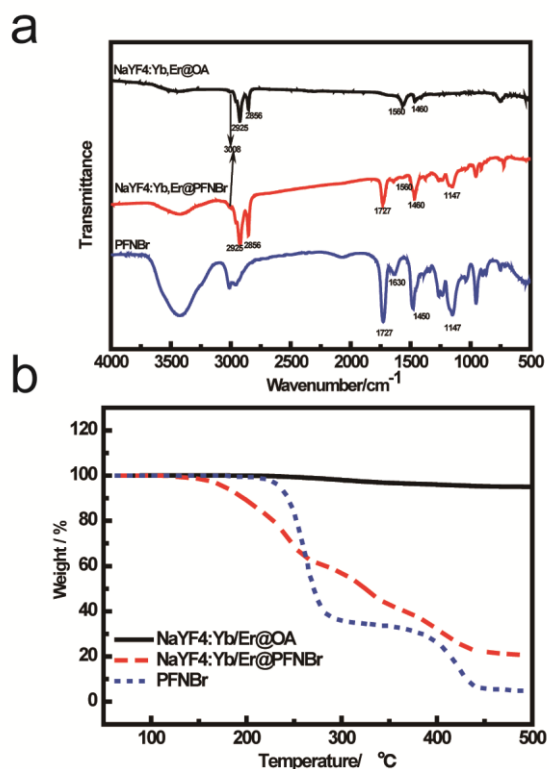 a
NaYF4:Yb,Er@OA
2925
2856
1560
1460
3008
NaYF4:Yb,Er@PFNBr
2925
2856
1727
1560
1460
1147
PFNBr
1727
1630
1460
1147
Transmittance
4000 3500 3000 2500 2000 1500 1000 500
Wavenumber/cm-1
b
120
100
80
60
40
20
0
Weight / %
NaYF4:Yb/Er@OA
NaYF4:Yb/Er@PFNBr
PFNBr
100 200 300 400 500
Temperature/ °C